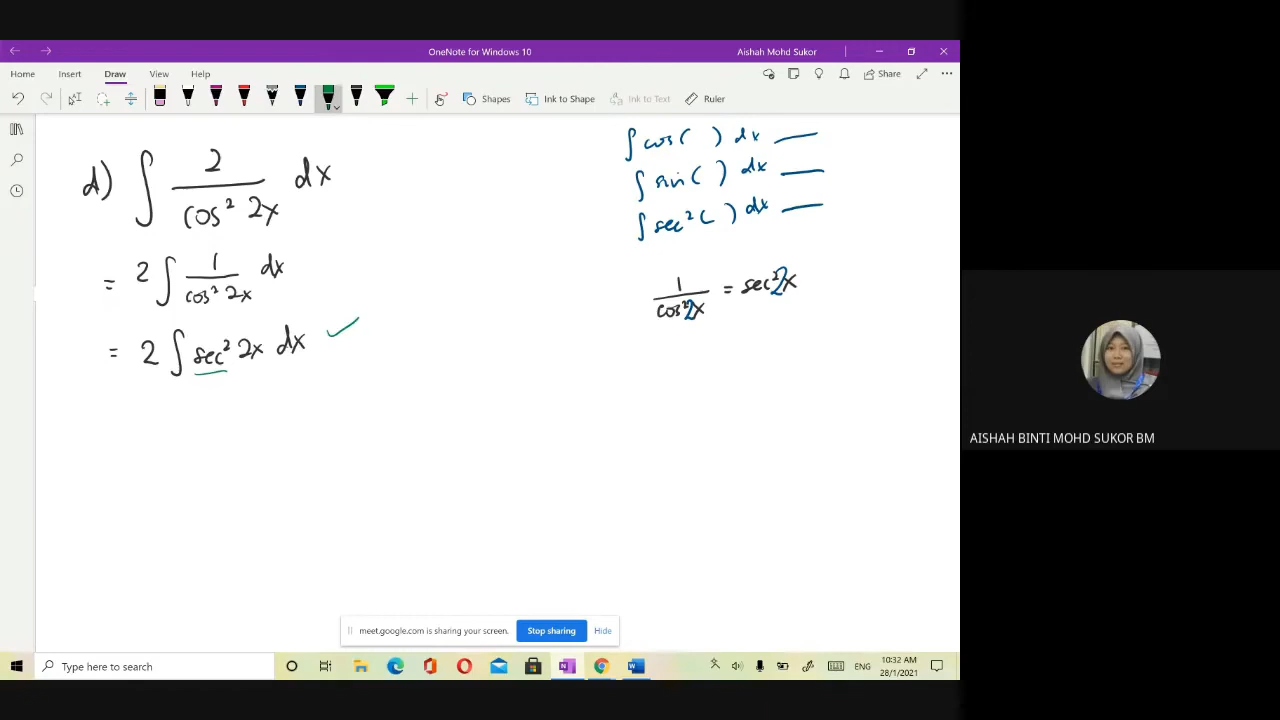 OneNote for Windows 10
Aishah Mohd Sukor
Home Insert Draw View Help
Share
Shapes Ink to Shape Ink to Text Ruler
d) ∫ 2/cos² 2x dx
= 2 ∫ 1/cos² 2x dx
= 2 ∫ sec² 2x dx ✓
∫ cos( ) dx —
∫ sin( ) dx —
∫ sec² ( ) dx —
1/cos² 2x = sec² 2x
AISHAH BINTI MOHD SUKOR BM
meet.google.com is sharing your screen. Stop sharing Hide
Type here to search
ENG
10:32 AM
28/1/2021